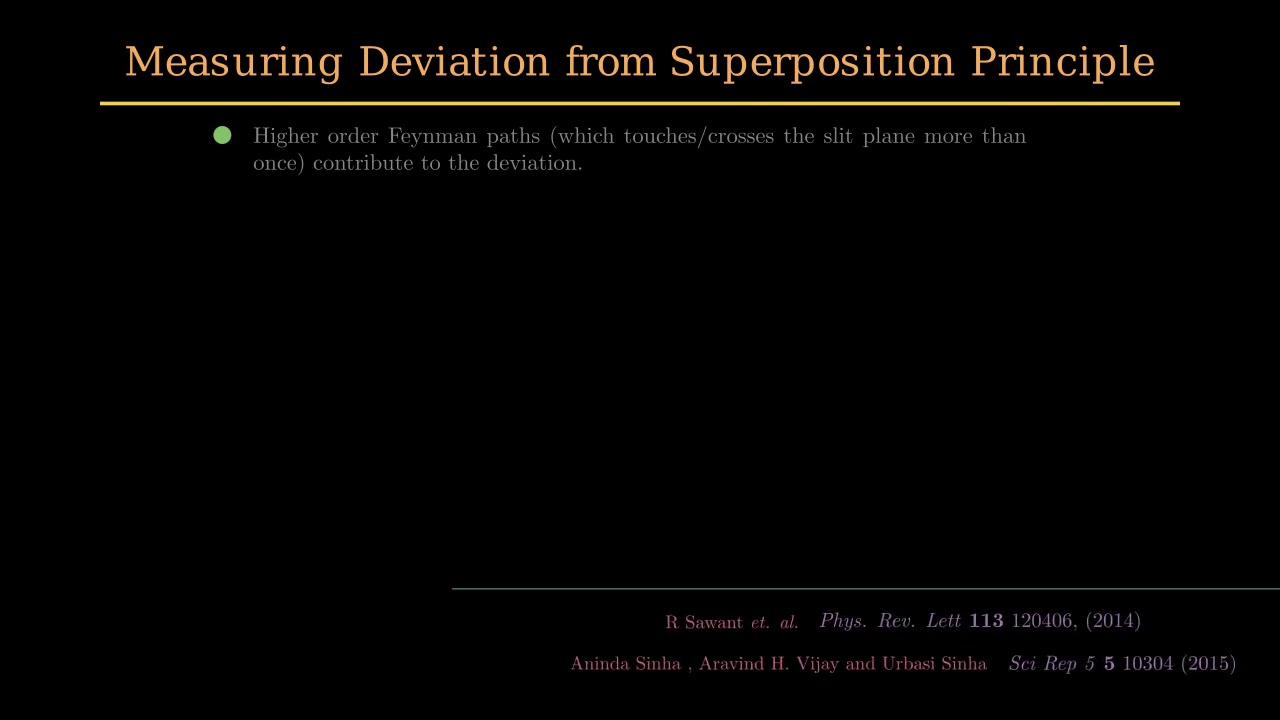 Measuring Deviation from Superposition Principle
Higher order Feynman paths (which touches/crosses the slit plane more than
once) contribute to the deviation.
R Sawant et. al. Phys. Rev. Lett 113 120406, (2014)
Aninda Sinha , Aravind H. Vijay and Urbasi Sinha Sci Rep 5 5 10304 (2015)